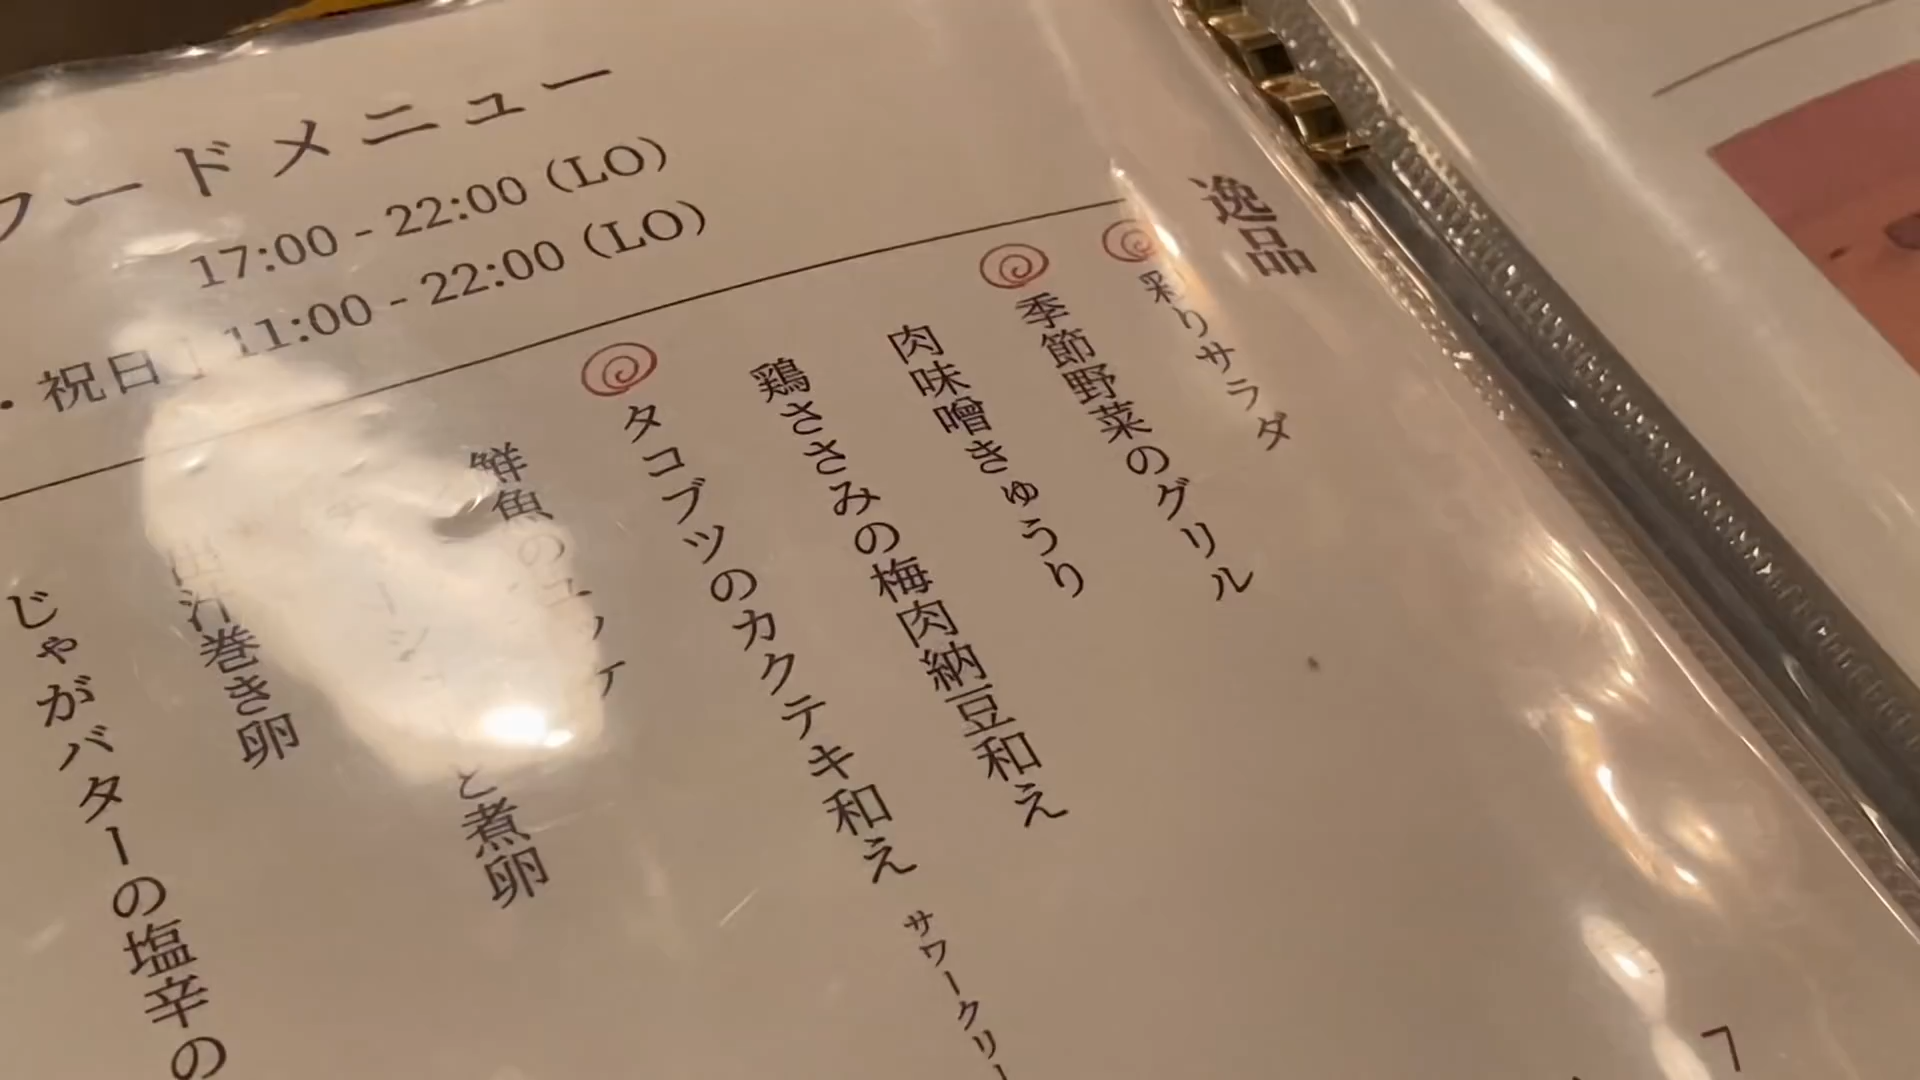 フードメニュー
17:00 - 22:00 (LO)
・祝日］ 11:00 - 22:00 (LO)
逸品
彩りサラダ
季節野菜のグリル
肉味噌きゅうり
鶏ささみの梅肉納豆和え
タコブツのカクテキ和え サワークリー
鮮魚のユッケ
と煮卵
出汁巻き卵
じゃがバターの塩辛の